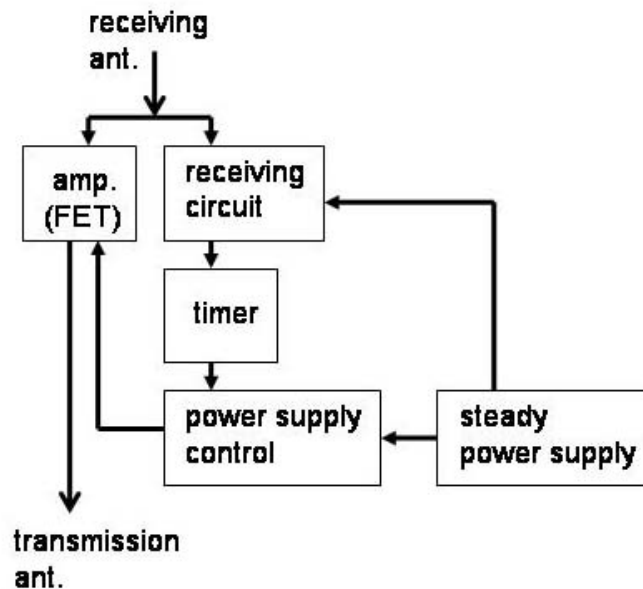 receiving
ant.
amp.
(FET)
receiving
circuit
timer
power supply
control
steady
power supply
transmission
ant.